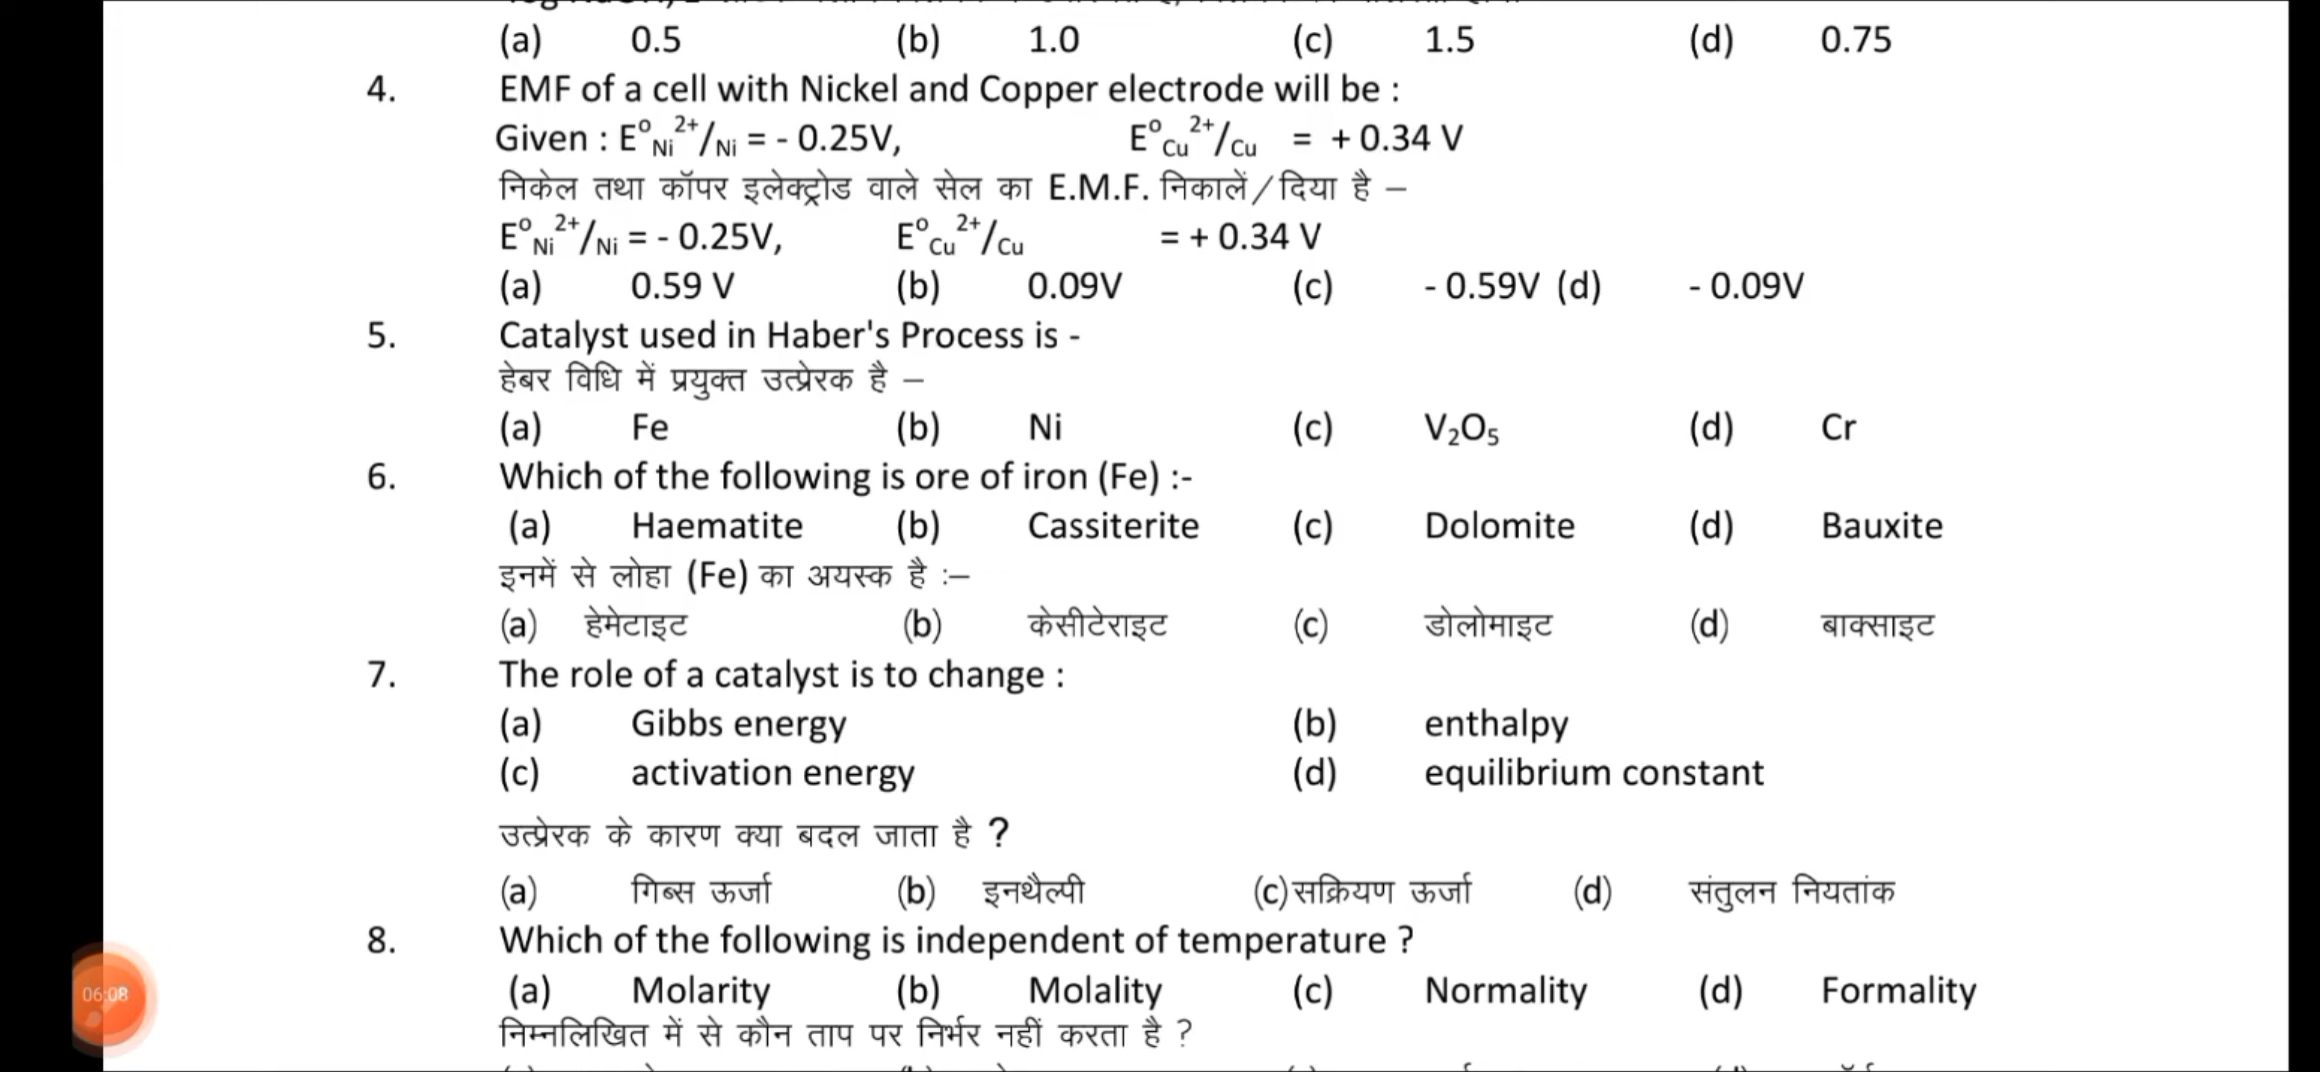 (a) 0.5 (b) 1.0 (c) 1.5 (d) 0.75
4. EMF of a cell with Nickel and Copper electrode will be :
Given : E°Ni²⁺/Ni = - 0.25V, E°Cu²⁺/Cu = + 0.34 V
निकेल तथा कॉपर इलेक्ट्रोड वाले सेल का E.M.F. निकालें/दिया है –
E°Ni²⁺/Ni = - 0.25V, E°Cu²⁺/Cu = + 0.34 V
(a) 0.59 V (b) 0.09V (c) - 0.59V (d) - 0.09V
5. Catalyst used in Haber's Process is -
हेबर विधि में प्रयुक्त उत्प्रेरक है –
(a) Fe (b) Ni (c) V₂O₅ (d) Cr
6. Which of the following is ore of iron (Fe) :-
(a) Haematite (b) Cassiterite (c) Dolomite (d) Bauxite
इनमें से लोहा (Fe) का अयस्क है :–
(a) हेमेटाइट (b) केसीटेराइट (c) डोलोमाइट (d) बाक्साइट
7. The role of a catalyst is to change :
(a) Gibbs energy (b) enthalpy
(c) activation energy (d) equilibrium constant
उत्प्रेरक के कारण क्या बदल जाता है ?
(a) गिब्स ऊर्जा (b) इनथैल्पी (c) सक्रियण ऊर्जा (d) संतुलन नियतांक
8. Which of the following is independent of temperature ?
(a) Molarity (b) Molality (c) Normality (d) Formality
निम्नलिखित में से कौन ताप पर निर्भर नहीं करता है ?
06:08